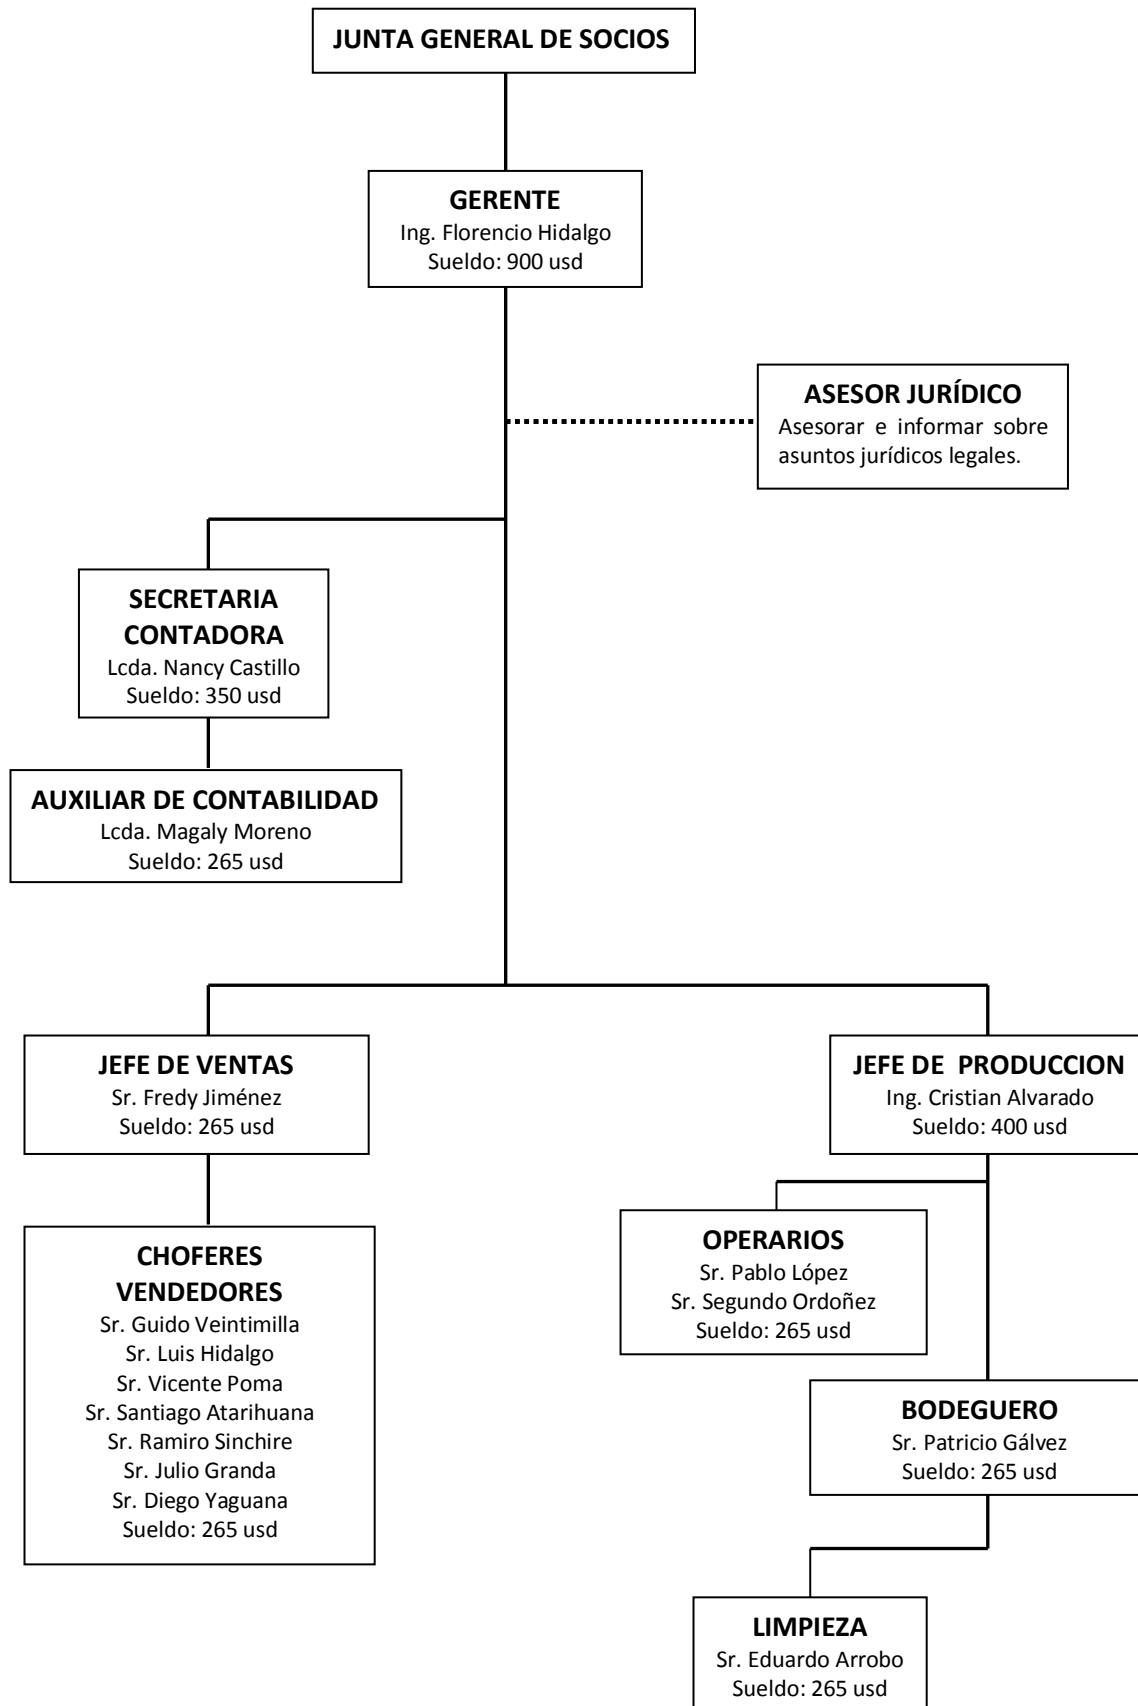 JUNTA GENERAL DE SOCIOS
GERENTE
Ing. Florencio Hidalgo
Sueldo: 900 usd
ASESOR JURÍDICO
Asesorar e informar sobre
asuntos jurídicos legales.
SECRETARIA
CONTADORA
Lcda. Nancy Castillo
Sueldo: 350 usd
AUXILIAR DE CONTABILIDAD
Lcda. Magaly Moreno
Sueldo: 265 usd
JEFE DE VENTAS
Sr. Fredy Jiménez
Sueldo: 265 usd
JEFE DE PRODUCCION
Ing. Cristian Alvarado
Sueldo: 400 usd
CHOFERES
VENDEDORES
Sr. Guido Veintimilla
Sr. Luis Hidalgo
Sr. Vicente Poma
Sr. Santiago Atarihuana
Sr. Ramiro Sinchire
Sr. Julio Granda
Sr. Diego Yaguana
Sueldo: 265 usd
OPERARIOS
Sr. Pablo López
Sr. Segundo Ordoñez
Sueldo: 265 usd
BODEGUERO
Sr. Patricio Gálvez
Sueldo: 265 usd
LIMPIEZA
Sr. Eduardo Arrobo
Sueldo: 265 usd